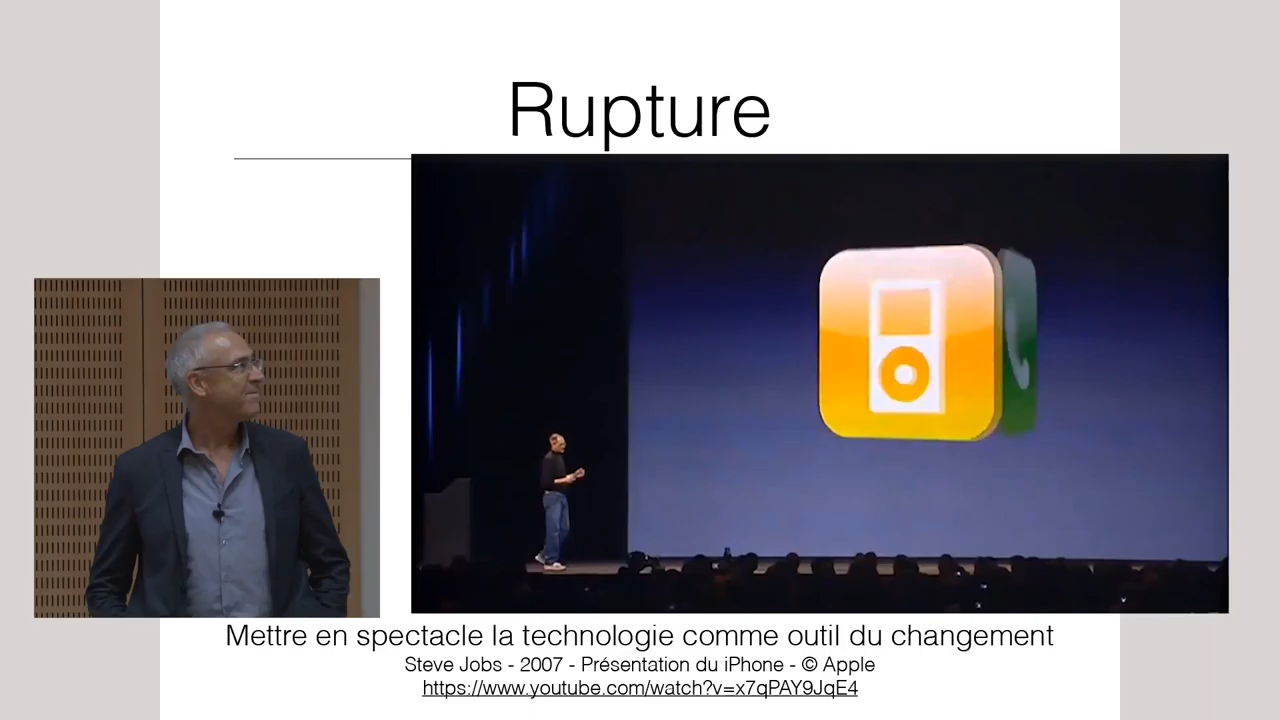 Rupture
Mettre en spectacle la technologie comme outil du changement
Steve Jobs - 2007 - Présentation du iPhone - © Apple
https://www.youtube.com/watch?v=x7qPAY9JqE4